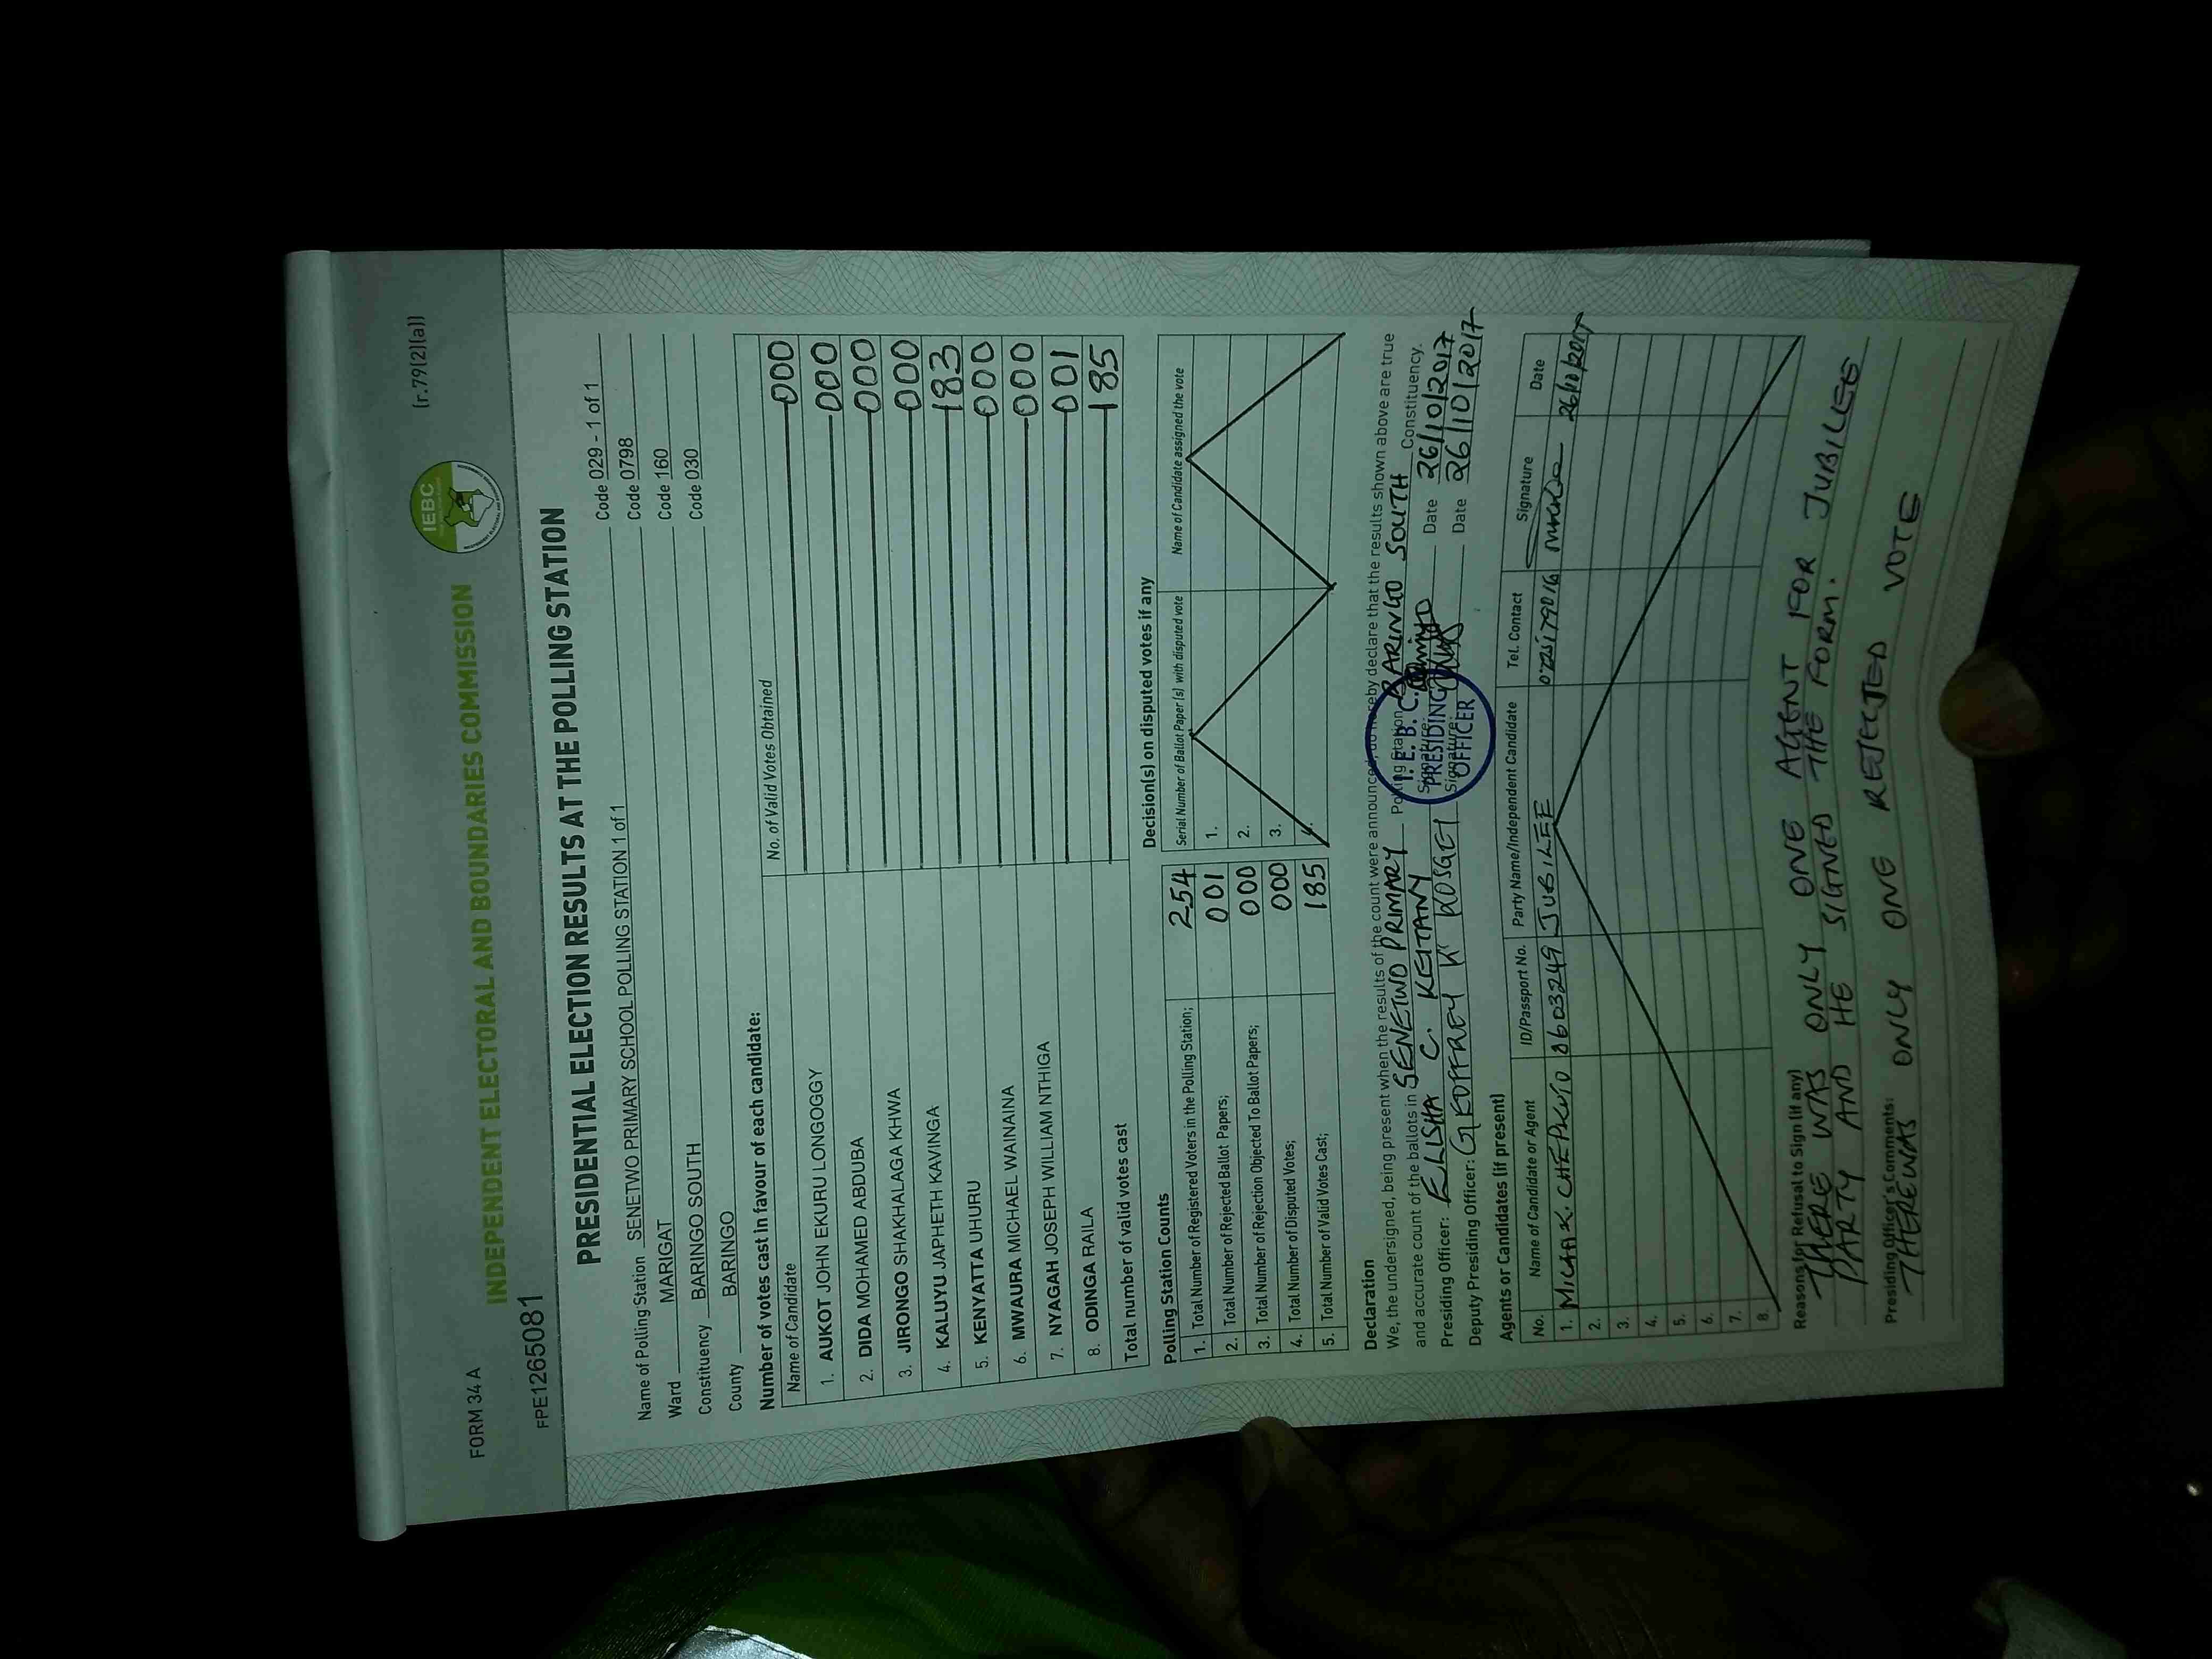 FORM 34 A
(r.79(2)(a))
IEBC
INDEPENDENT ELECTORAL AND BOUNDARIES COMMISSION
FPE1265081
PRESIDENTIAL ELECTION RESULTS AT THE POLLING STATION
Name of Polling Station SENETWO PRIMARY SCHOOL POLLING STATION 1 of 1 Code 029 - 1 of 1
Ward MARIGAT Code 0798
Constituency BARINGO SOUTH Code 160
County BARINGO Code 030
Number of votes cast in favour of each candidate:
Name of Candidate No. of Valid Votes Obtained
1. AUKOT JOHN EKURU LONGOGGY 000
2. DIDA MOHAMED ABDUBA 000
3. JIRONGO SHAKHALAGA KHWA 000
4. KALUYU JAPHETH KAVINGA 000
5. KENYATTA UHURU 183
6. MWAURA MICHAEL WAINAINA 000
7. NYAGAH JOSEPH WILLIAM NTHIGA 000
8. ODINGA RAILA 001
Total number of valid votes cast 185
Polling Station Counts
1. Total Number of Registered Voters in the Polling Station; 254
2. Total Number of Rejected Ballot Papers; 001
3. Total Number of Rejection Objected To Ballot Papers; 000
4. Total Number of Disputed Votes; 000
5. Total Number of Valid Votes Cast; 185
Decision(s) on disputed votes if any
Serial Number of Ballot Paper (s) with disputed vote Name of Candidate assigned the vote
1.
2.
3.
4.
Declaration
We, the undersigned, being present when the results of the count were announced, do hereby declare that the results shown above are true
and accurate count of the ballots in SENETWO PRIMARY Polling Station BARINGO SOUTH Constituency.
Presiding Officer: ELISHA C. KEITANY Signature: Date 26/10/2017
Deputy Presiding Officer: GEOFFREY K KOSGEI Signature: Date 26/10/2017
I. E. B. C.
PRESIDING
OFFICER
Agents or Candidates (if present)
No. Name of Candidate or Agent ID/Passport No. Party Name/Independent Candidate Tel. Contact Signature Date
1. 0603249 JUBILEE 26/10/2017
2.
3.
4.
5.
6.
7.
8.
Reasons for Refusal to Sign (if any)
THERE WAS ONLY ONE AGENT FOR JUBILEE
PARTY AND HE SIGNED THE FORM.
Presiding Officer's Comments:
THEREWAS ONLY ONE REJECTED VOTE